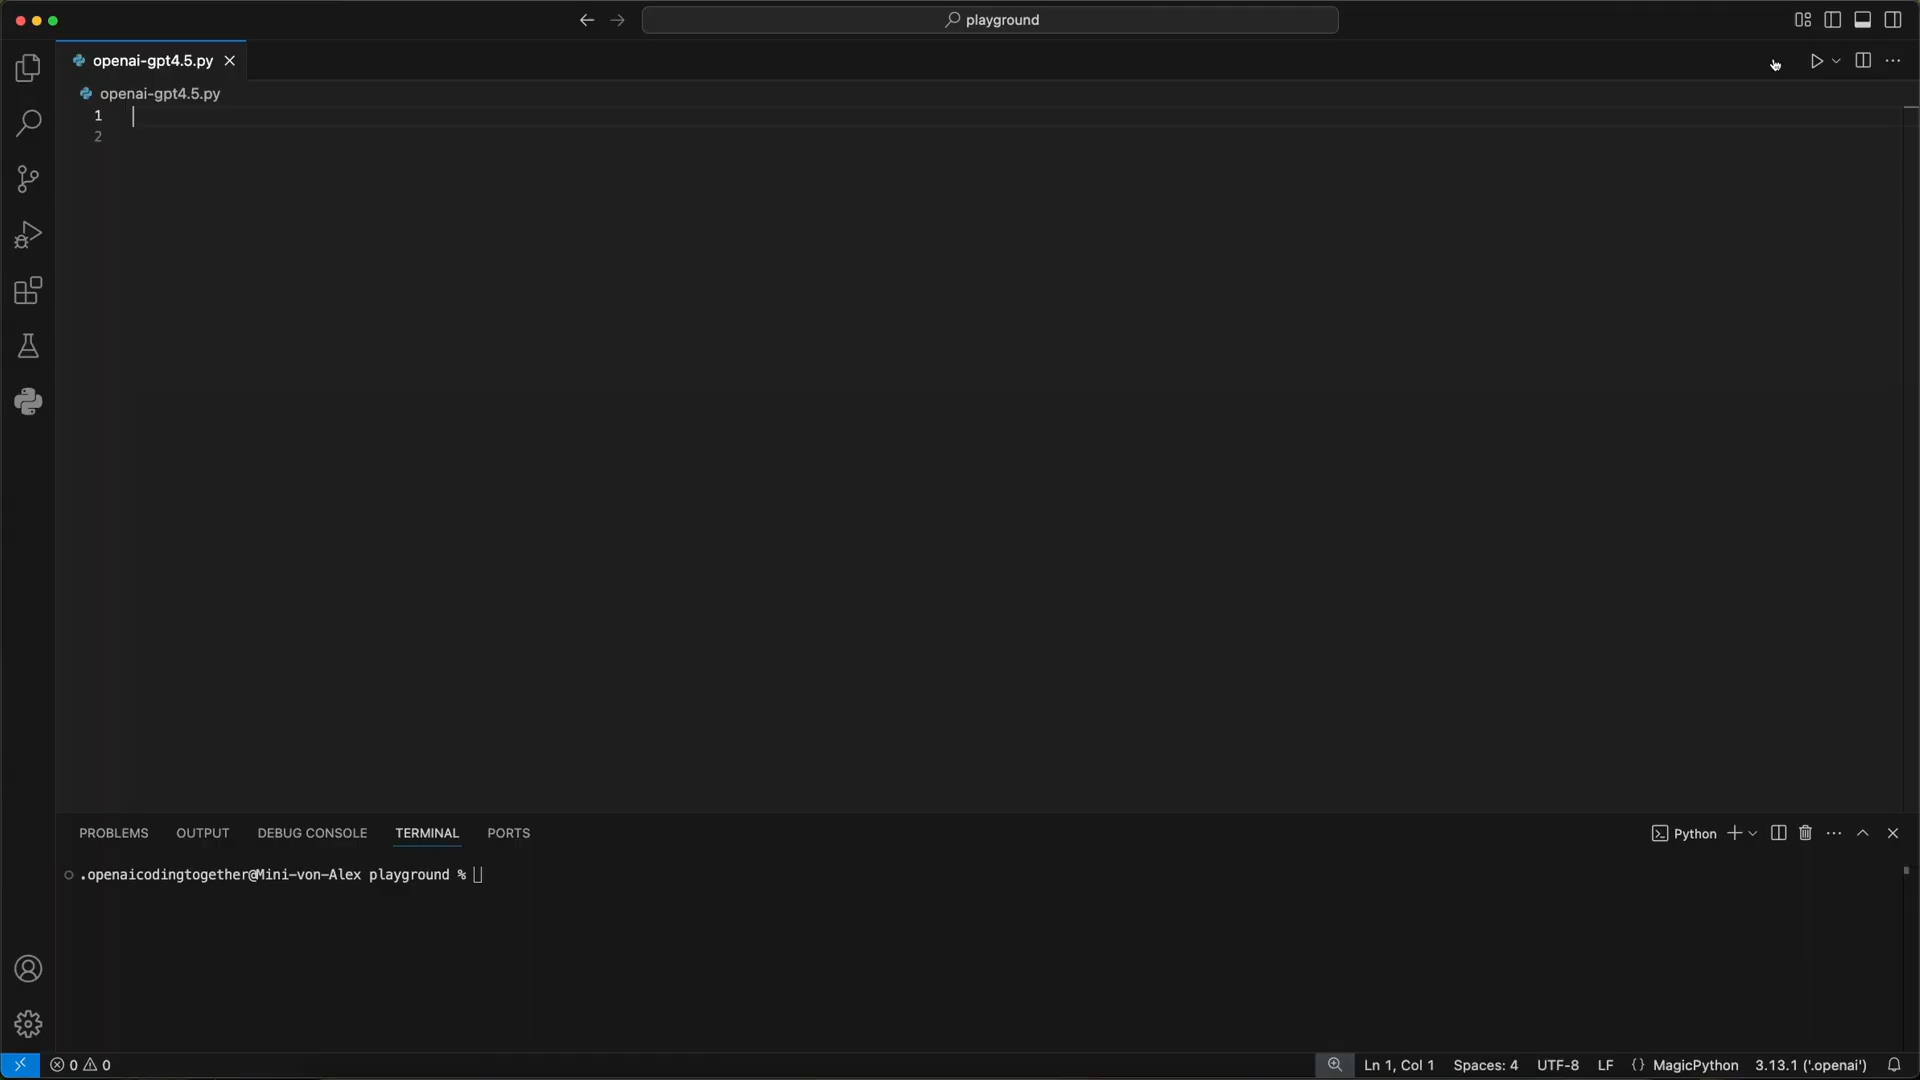 playground
openai-gpt4.5.py
openai-gpt4.5.py
1
2
PROBLEMS OUTPUT DEBUG CONSOLE TERMINAL PORTS Python
.openaicodingtogether@Mini-von-Alex playground %
0 0 Ln 1, Col 1 Spaces: 4 UTF-8 LF {} MagicPython 3.13.1 ('.openai')